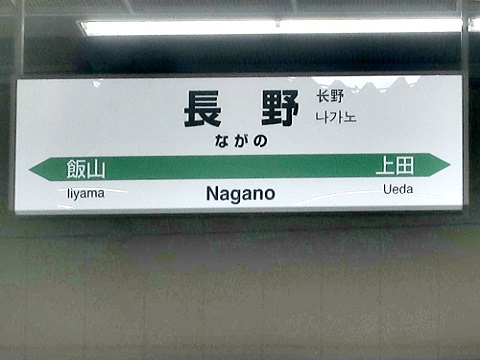 長野
长野
나가노
ながの
飯山 上田
Iiyama Nagano Ueda